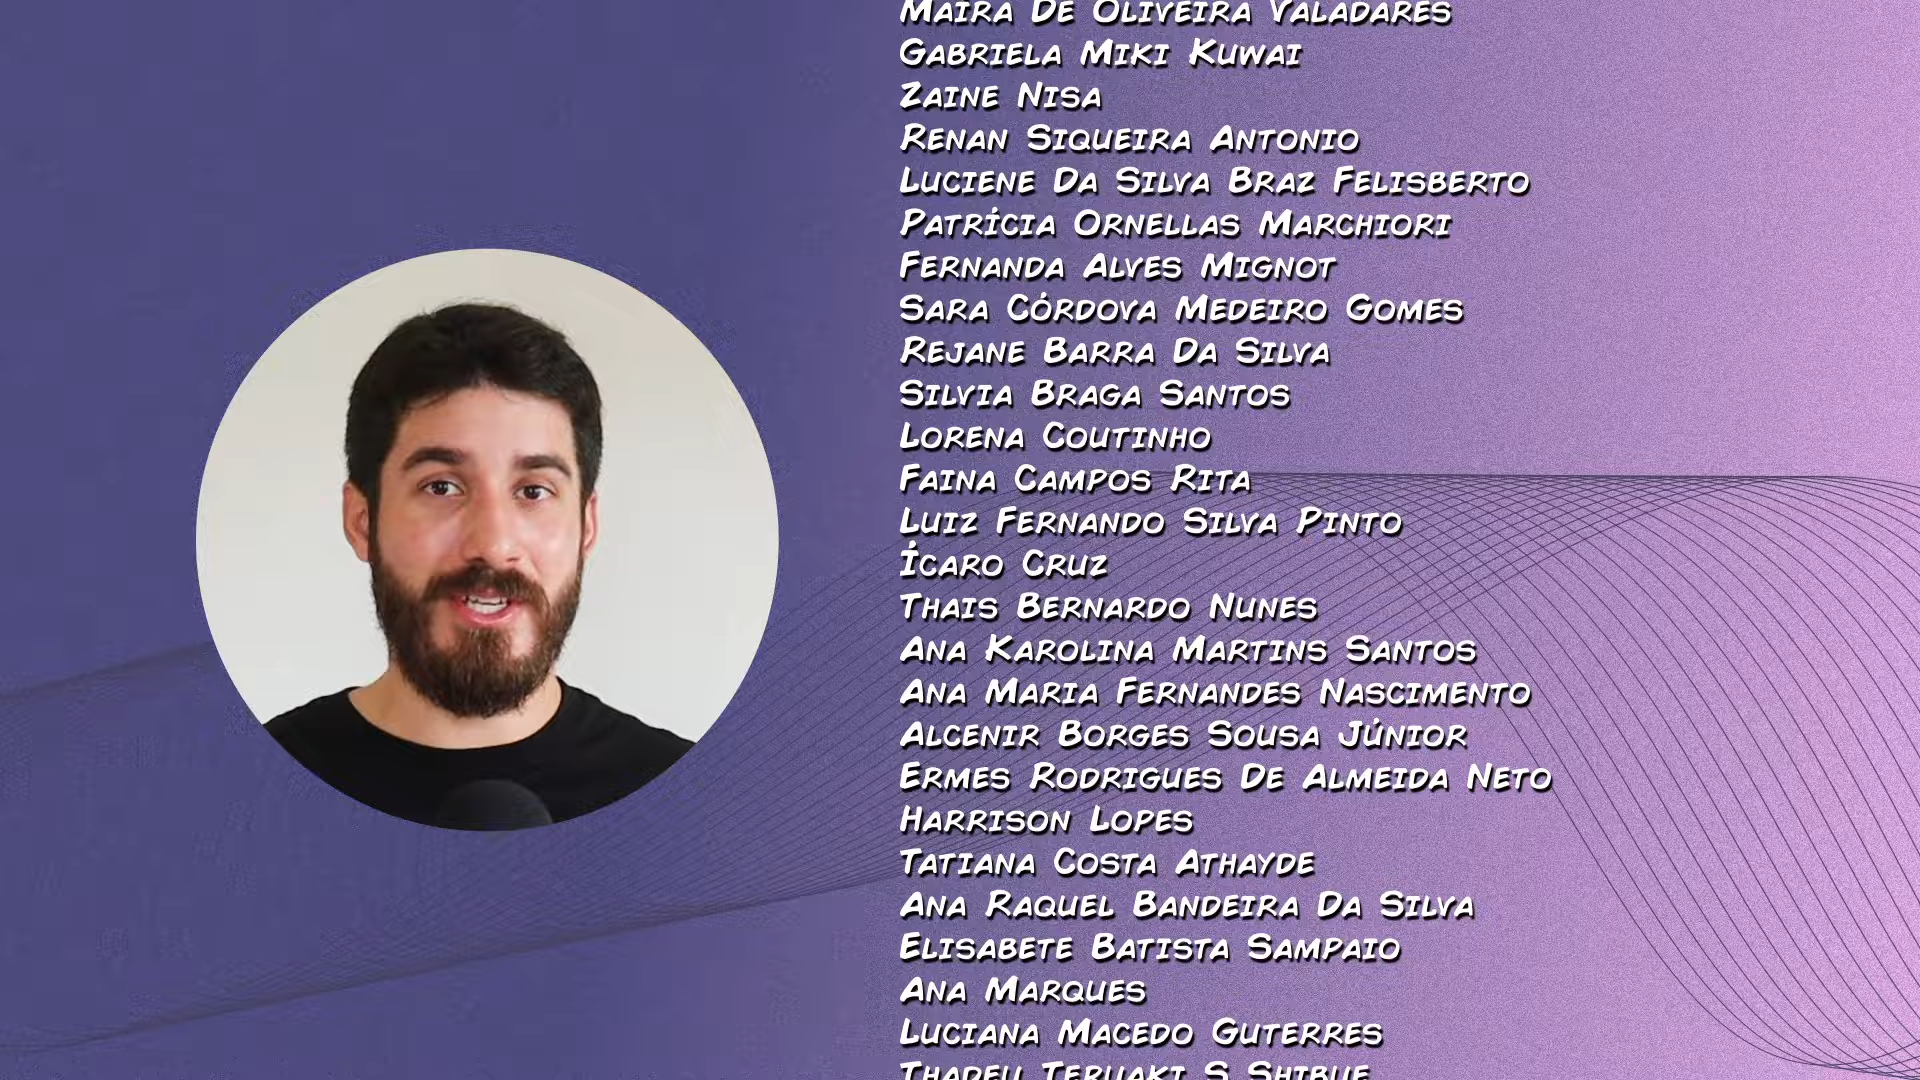 Maíra De Oliveira Valadares
Gabriela Miki Kuwai
Zaine Nisa
Renan Siqueira Antonio
Luciene Da Silva Braz Felisberto
Patrícia Ornellas Marchiori
Fernanda Alves Mignot
Sara Córdova Medeiro Gomes
Rejane Barra Da Silva
Silvia Braga Santos
Lorena Coutinho
Faina Campos Rita
Luiz Fernando Silva Pinto
Ícaro Cruz
Thais Bernardo Nunes
Ana Karolina Martins Santos
Ana Maria Fernandes Nascimento
Alcenir Borges Sousa Júnior
Ermes Rodrigues De Almeida Neto
Harrison Lopes
Tatiana Costa Athayde
Ana Raquel Bandeira Da Silva
Elisabete Batista Sampaio
Ana Marques
Luciana Macedo Guterres
Thadeu Teruaki S Shibue